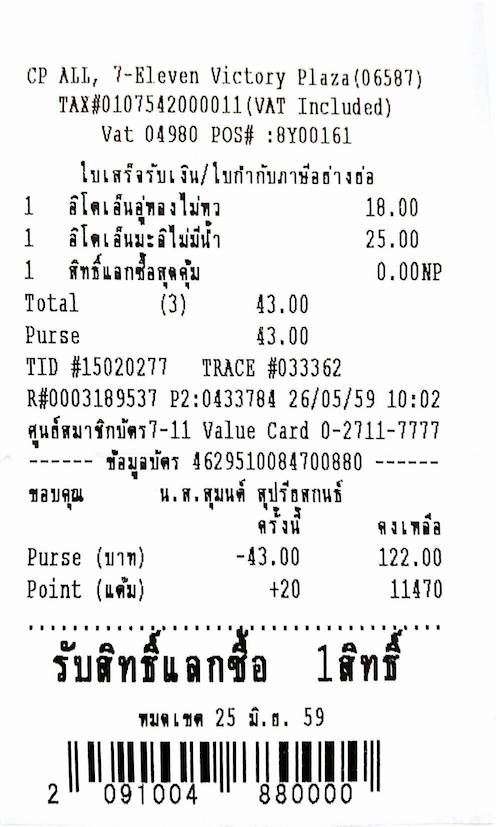 CP ALL, 7-Eleven Victory Plaza(06587)
TAX#0107542000011(VAT Included)
Vat 04980 POS# :8Y00161
ใบเสร็จรับเงิน/ใบกำกับภาษีอย่างย่อ
1 อิโตเอ็นอู่หลงไม่หว 18.00
1 อิโตเอ็นมะลิไม่มีน้ำ 25.00
1 สิทธิ์แลกซื้อสุดคุ้ม 0.00NP
Total (3) 43.00
Purse 43.00
TID #15020277 TRACE #033362
R#0003189537 P2:0433784 26/05/59 10:02
ศูนย์สมาชิกบัตร7-11 Value Card 0-2711-7777
------ ข้อมูลบัตร 4629510084700880 ------
ขอบคุณ น.ส.สุมนต์ สุปรียสกนธ์
ครั้งนี้ คงเหลือ
Purse (บาท) -43.00 122.00
Point (แต้ม) +20 11470
รับสิทธิ์แลกซื้อ 1สิทธิ์
หมดเขต 25 มิ.ย. 59
2 091004 880000